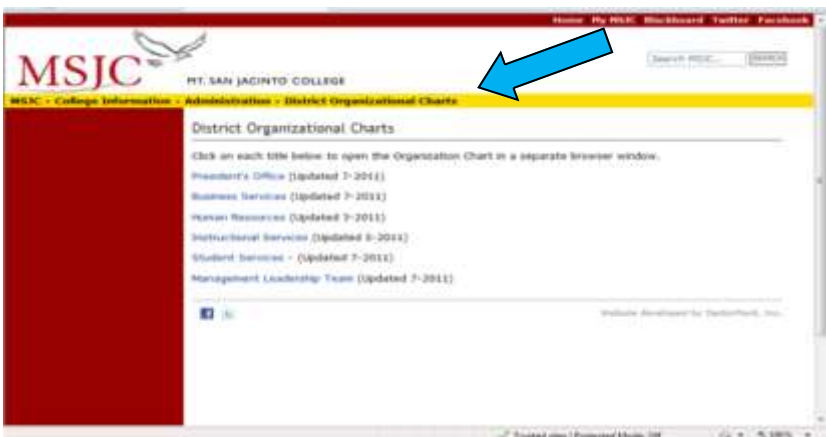 Home My MSJC Blackboard Twitter Facebook
MSJC
MT. SAN JACINTO COLLEGE
Search MSJC...
MSJC - College Information - Administration - District Organizational Charts
District Organizational Charts
Click on each title below to open the Organization Chart in a separate browser window.
President's Office (Updated 7-2011)
Business Services (Updated 7-2011)
Human Resources (Updated 3-2011)
Instructional Services (Updated 5-2011)
Student Services - (Updated 7-2011)
Management Leadership Team (Updated 7-2011)
Website developed by